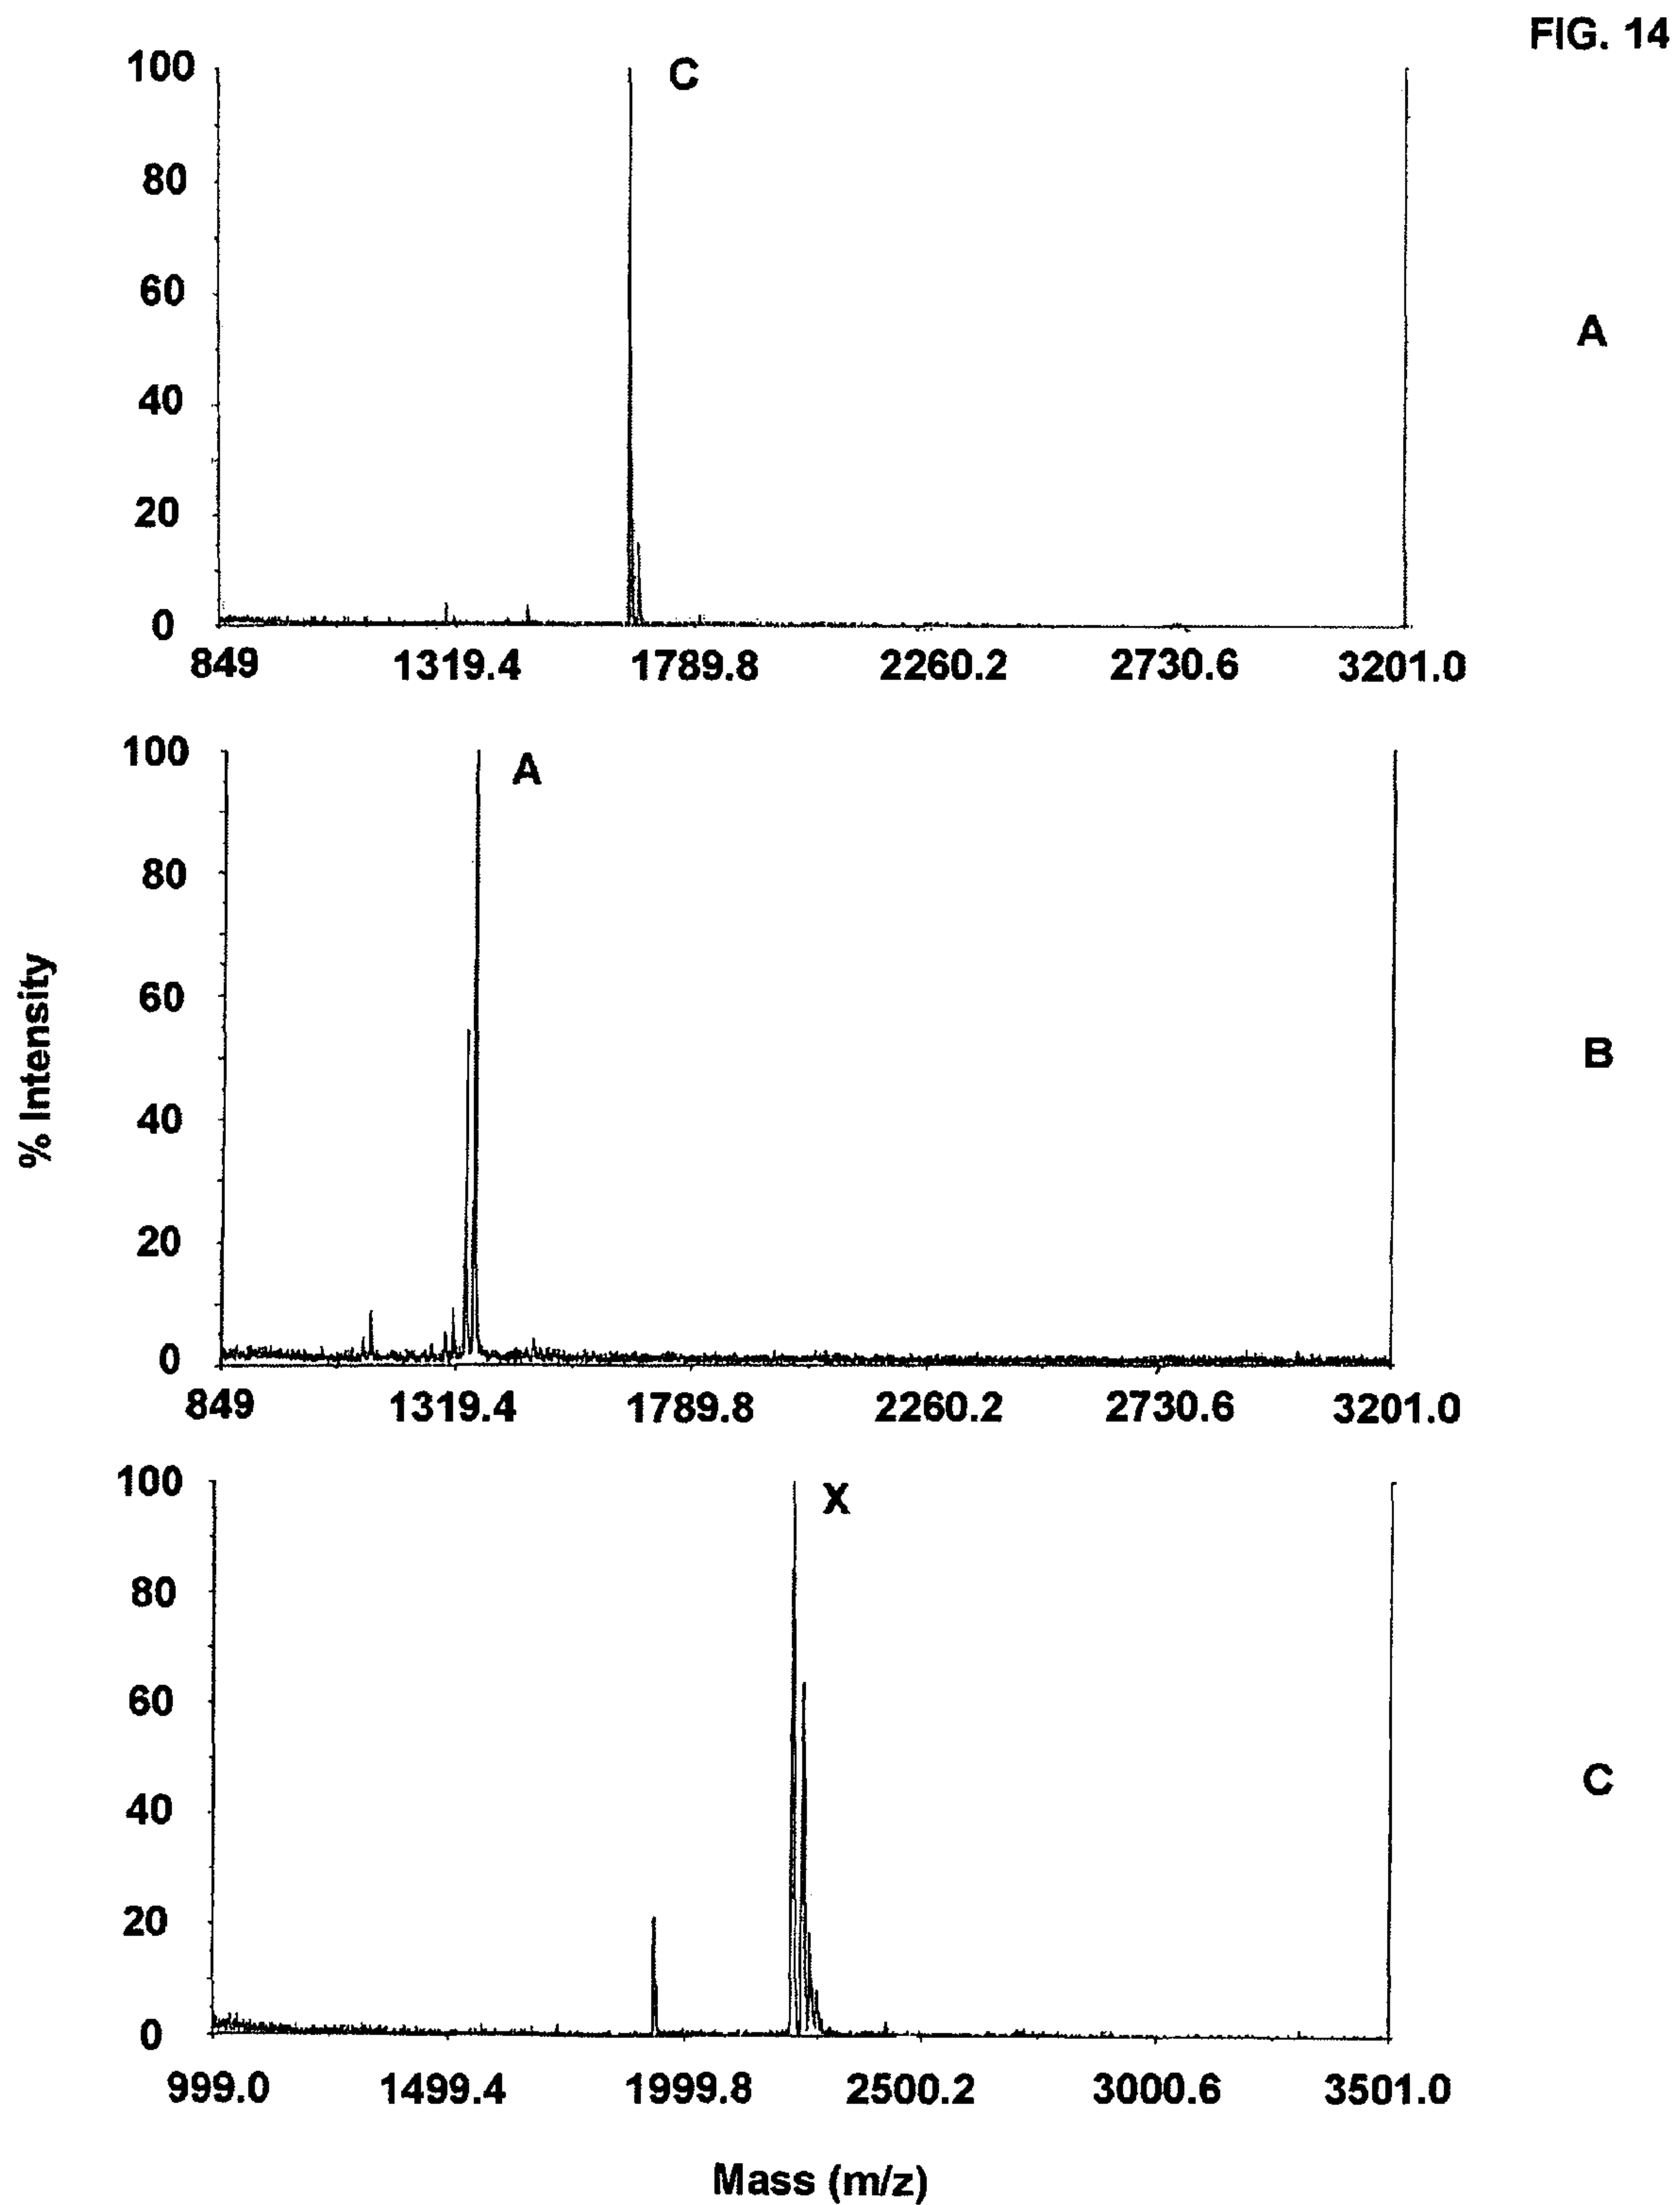 FIG. 14
100 C
80
60
A
40
20
0
849 1319.4 1789.8 2260.2 2730.6 3201.0
100 A
80
60
B
40
20
0
849 1319.4 1789.8 2260.2 2730.6 3201.0
% Intensity
100 X
80
60
C
40
20
0
999.0 1499.4 1999.8 2500.2 3000.6 3501.0
Mass (m/z)